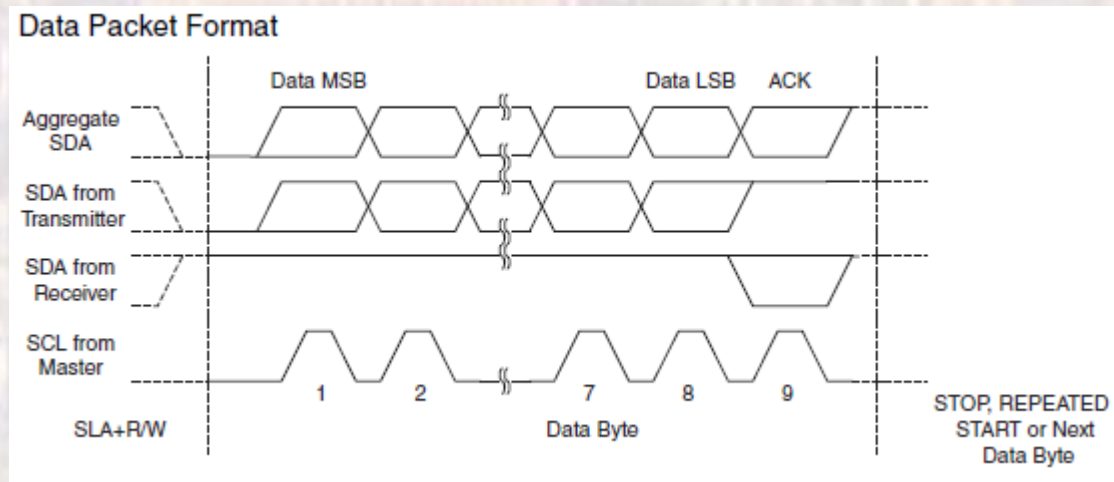 Data Packet Format
Data MSB
Data LSB
ACK
Aggregate
SDA
SDA from
Transmitter
SDA from
Receiver
SCL from
Master
1
2
7
8
9
SLA+R/W
Data Byte
STOP, REPEATED
START or Next
Data Byte